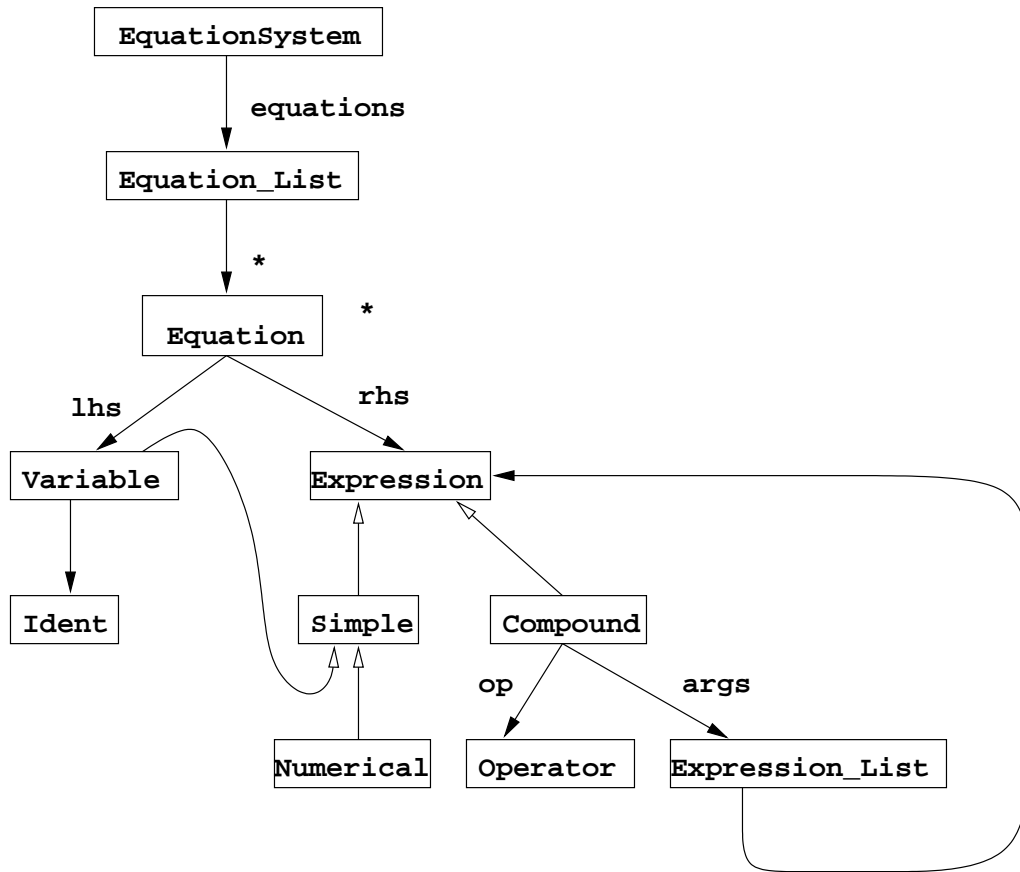 EquationSystem
equations
Equation_List
*
*
Equation
lhs
rhs
Variable
Expression
Ident
Simple
Compound
op
args
Numerical
Operator
Expression_List